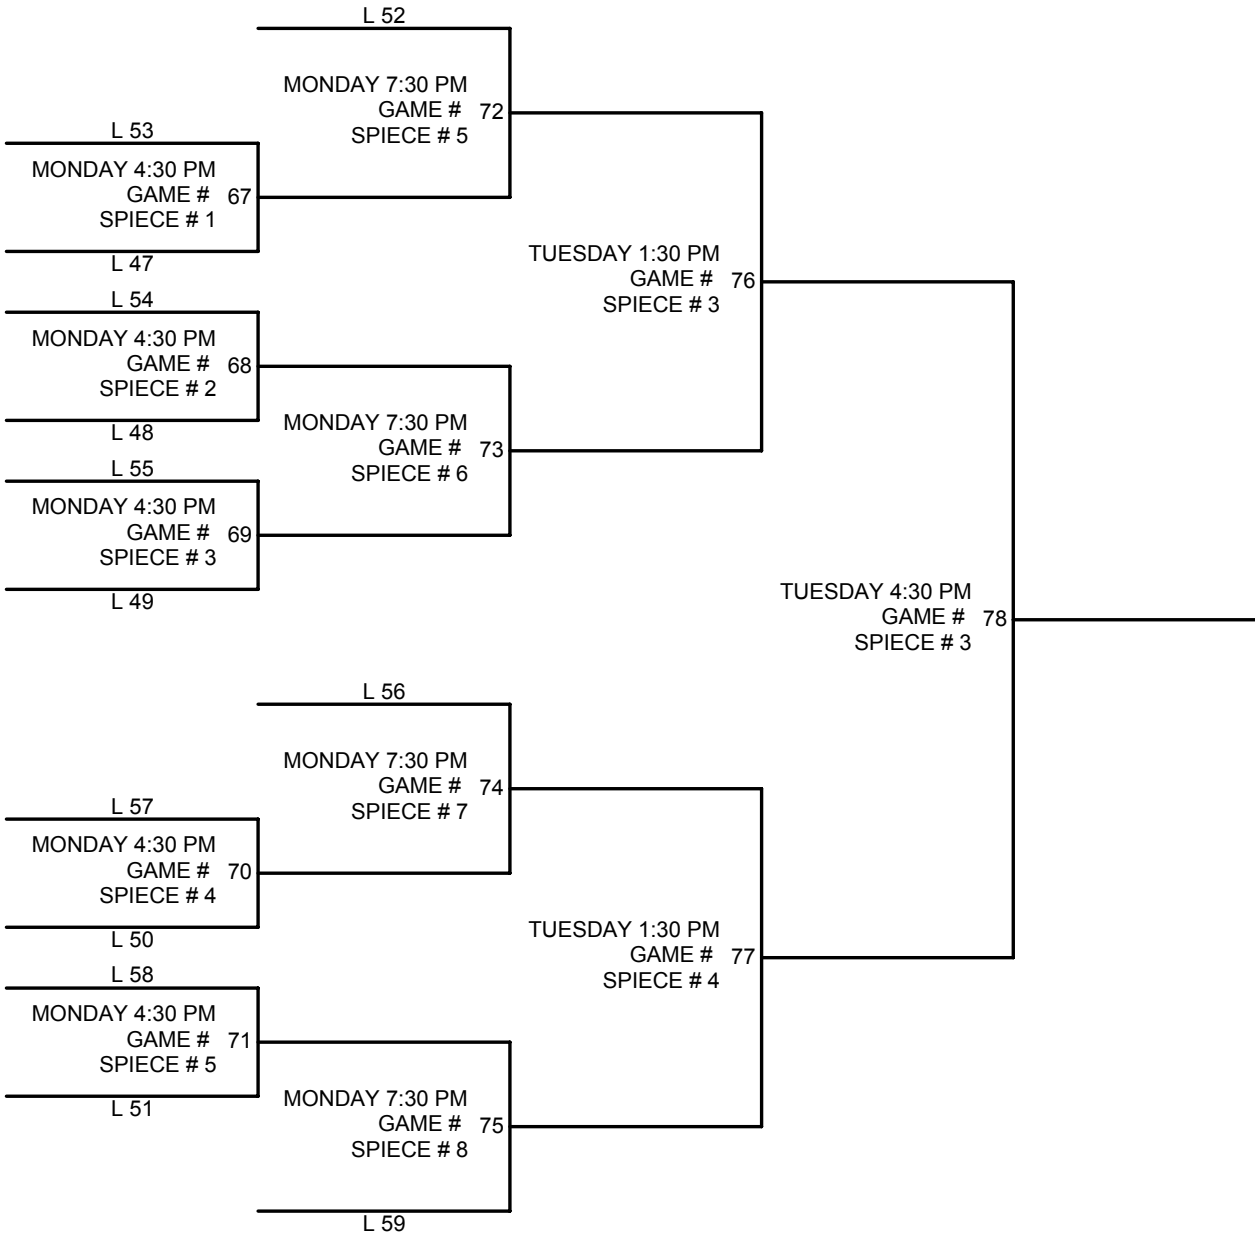 L 52
MONDAY 7:30 PM
GAME # 72
SPIECE # 5
L 53
MONDAY 4:30 PM
GAME # 67
SPIECE # 1
L 47
TUESDAY 1:30 PM
GAME # 76
SPIECE # 3
L 54
MONDAY 4:30 PM
GAME # 68
SPIECE # 2
L 48
MONDAY 7:30 PM
GAME # 73
SPIECE # 6
L 55
MONDAY 4:30 PM
GAME # 69
SPIECE # 3
L 49
TUESDAY 4:30 PM
GAME # 78
SPIECE # 3
L 56
MONDAY 7:30 PM
GAME # 74
SPIECE # 7
L 57
MONDAY 4:30 PM
GAME # 70
SPIECE # 4
L 50
TUESDAY 1:30 PM
GAME # 77
SPIECE # 4
L 58
MONDAY 4:30 PM
GAME # 71
SPIECE # 5
L 51
MONDAY 7:30 PM
GAME # 75
SPIECE # 8
L 59